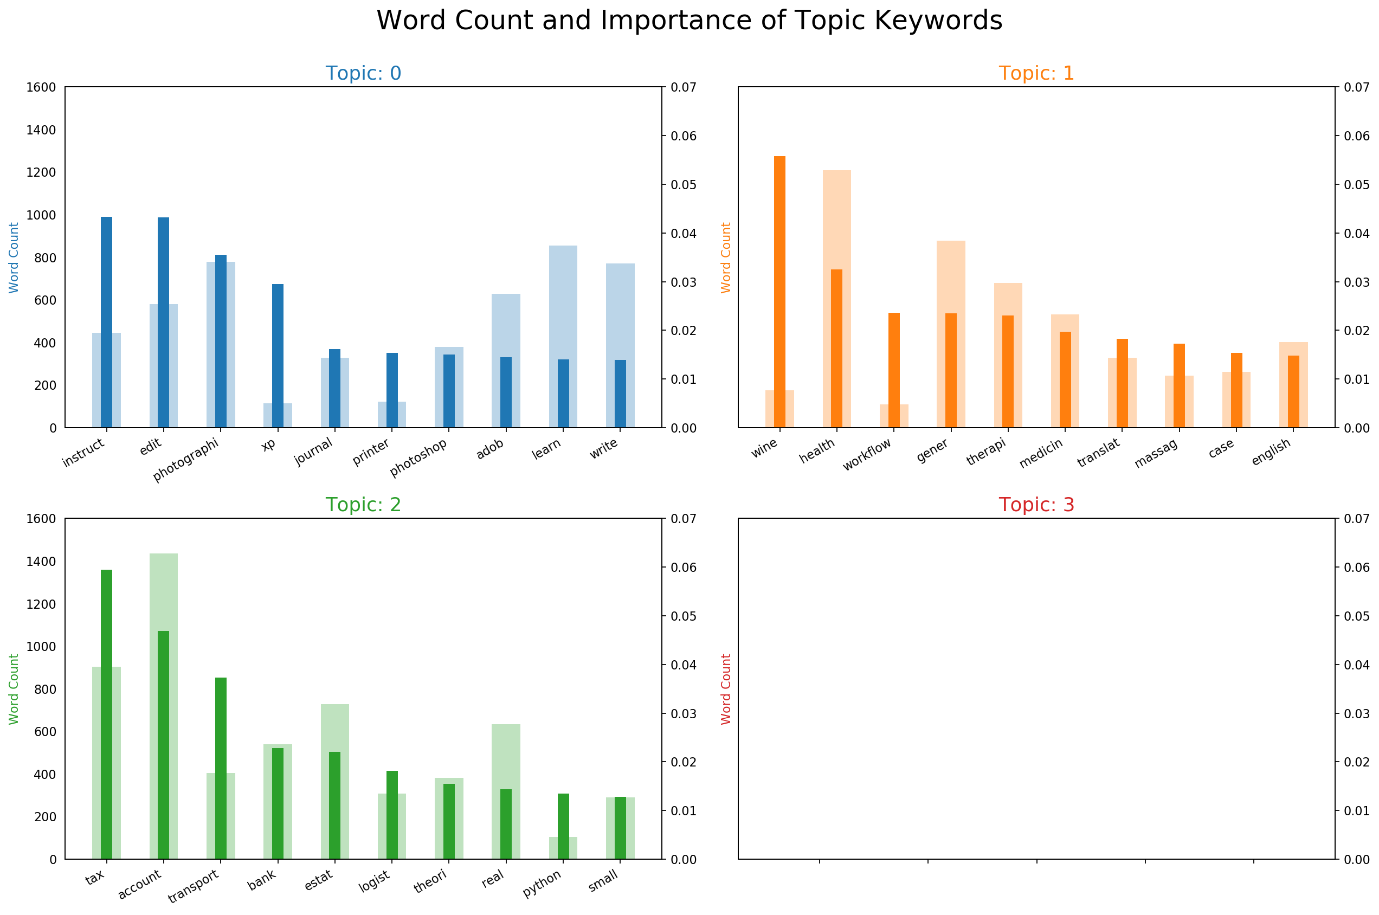 Word Count and Importance of Topic Keywords
Topic: 0
Word Count
1600
1400
1200
1000
800
600
400
200
0
0.07
0.06
0.05
0.04
0.03
0.02
0.01
0.00
instruct
edit
photographi
xp
journal
printer
photoshop
adob
learn
write
Topic: 1
Word Count
0.07
0.06
0.05
0.04
0.03
0.02
0.01
0.00
wine
health
workflow
gener
therapi
medicin
translat
massag
case
english
Topic: 2
Word Count
1600
1400
1200
1000
800
600
400
200
0
0.07
0.06
0.05
0.04
0.03
0.02
0.01
0.00
tax
account
transport
bank
estat
logist
theori
real
python
small
Topic: 3
Word Count
0.07
0.06
0.05
0.04
0.03
0.02
0.01
0.00